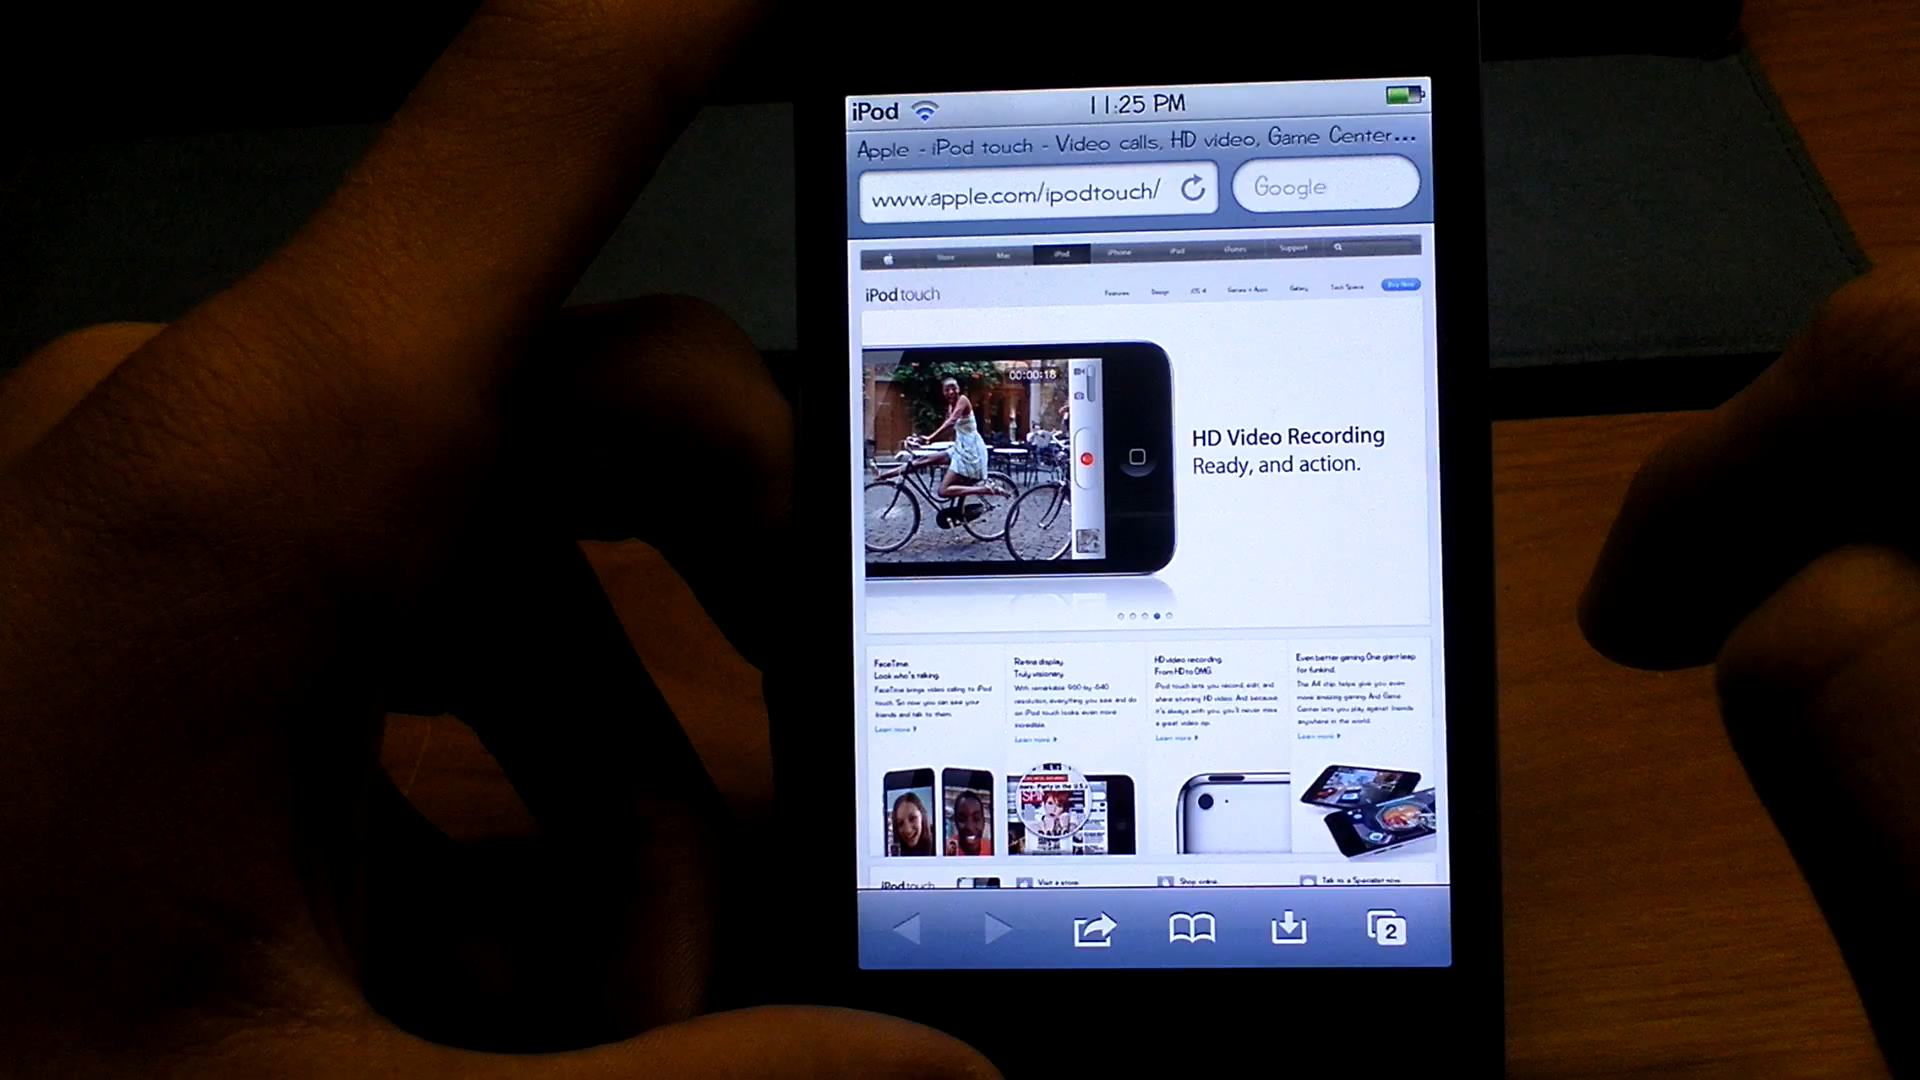 iPod 11:25 PM
Apple - iPod touch - Video calls, HD video, Game Center...
www.apple.com/ipodtouch/ Google
Store Mac iPod iPhone iPad iTunes Support
iPod touch Features Design iOS 4 Games + Apps Gallery Tech Specs Buy Now
00:00:18
HD Video Recording
Ready, and action.
FaceTime.
Look who's talking.
FaceTime brings video calling to iPod
touch. So now you can see your
friends and talk to them.
Learn more
Retina display.
Truly visionary.
With remarkable 960-by-640
resolution, everything you see and do
on iPod touch looks even more
incredible.
Learn more
HD video recording.
From HD to OMG.
iPod touch lets you record, edit, and
share stunning HD video. And because
it's always with you, you'll never miss
a great video op.
Learn more
Even better gaming. One giant leap
for funkind.
The A4 chip helps give you even
more amazing gaming. And Game
Center lets you play against friends
anywhere in the world.
Learn more
NEWS
Party in the U.S.
SPIN
iPod touch Visit a store. Shop online. Talk to a Specialist now.
2